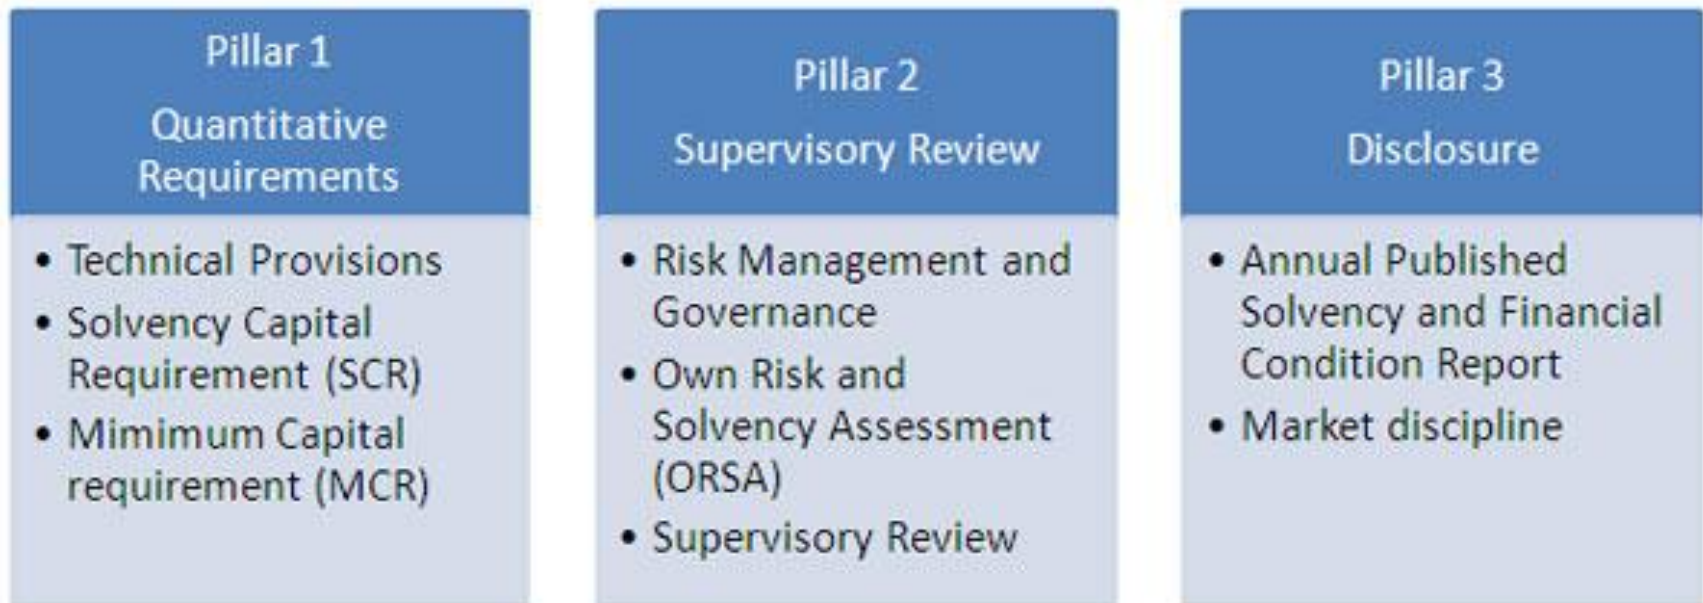 Pillar 1
Quantitative
Requirements
• Technical Provisions
• Solvency Capital
Requirement (SCR)
• Mimimum Capital
requirement (MCR)
Pillar 2
Supervisory Review
• Risk Management and
Governance
• Own Risk and
Solvency Assessment
(ORSA)
• Supervisory Review
Pillar 3
Disclosure
• Annual Published
Solvency and Financial
Condition Report
• Market discipline